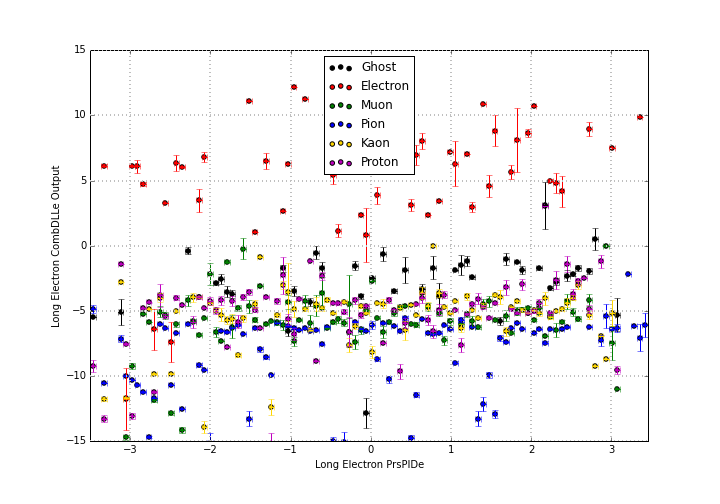 15
10
5
0
−5
−10
−15
−3
−2
−1
0
1
2
3
Long Electron CombDLLe Output
Long Electron PrsPIDe
Ghost
Electron
Muon
Pion
Kaon
Proton